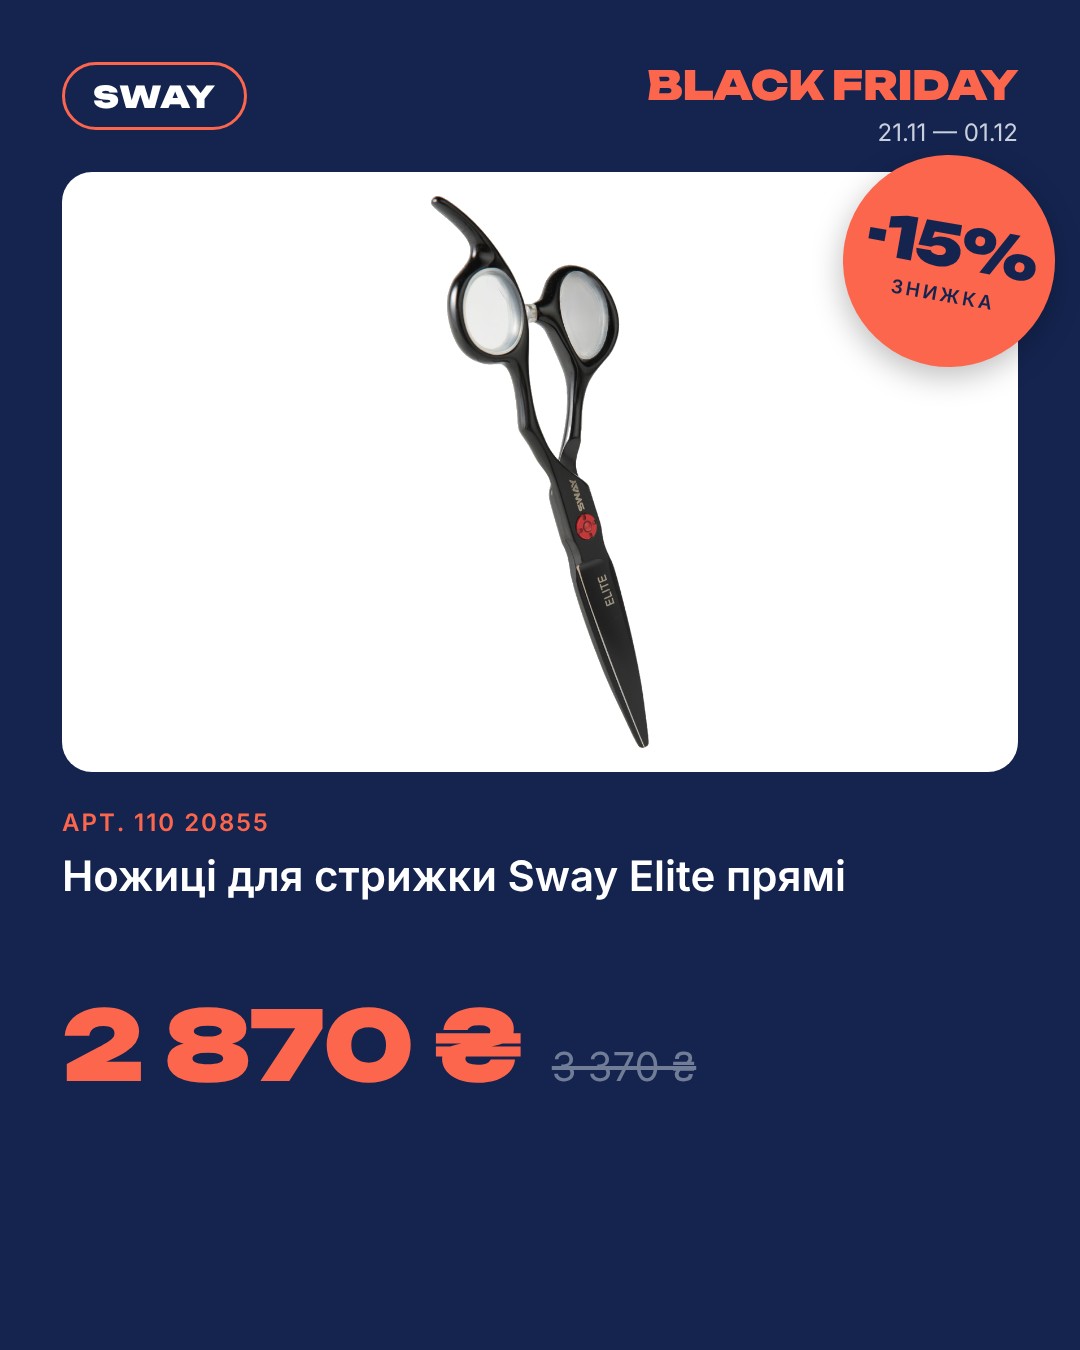 SWAY
BLACK FRIDAY
21.11 — 01.12
-15%
ЗНИЖКА
SWAY
ELITE
АРТ. 110 20855
Ножиці для стрижки Sway Elite прямі
2 870 ₴ 3 370 ₴